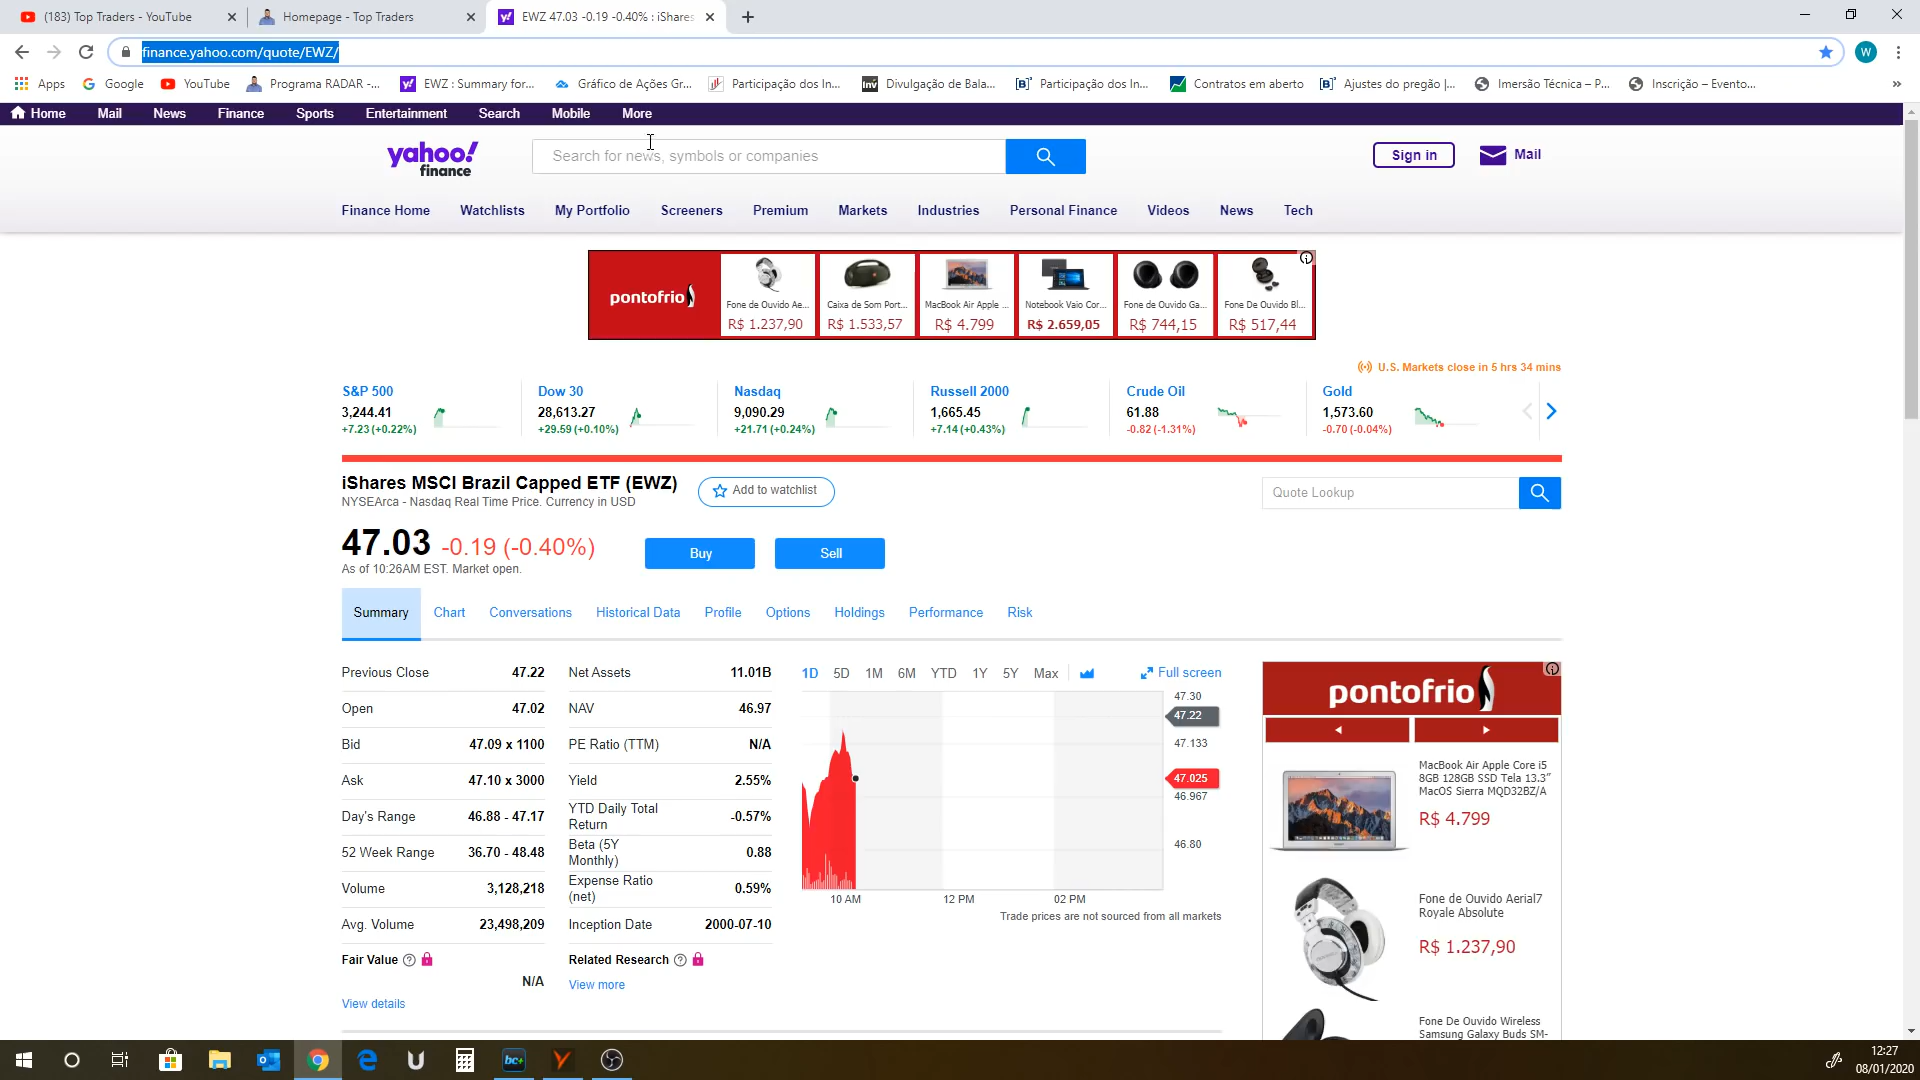 (183) Top Traders - YouTube
Homepage - Top Traders
EWZ 47.03 -0.19 -0.40% : iShares
finance.yahoo.com/quote/EWZ/
W
Apps
Google
YouTube
Programa RADAR -...
EWZ : Summary for...
Gráfico de Ações Gr...
Participação dos In...
Divulgação de Bala...
Participação dos In...
Contratos em aberto
Ajustes do pregão |...
Imersão Técnica – P...
Inscrição – Evento...
»
Home Mail News Finance Sports Entertainment Search Mobile More
yahoo!
finance
Search for news, symbols or companies
Sign in
Mail
Finance Home Watchlists My Portfolio Screeners Premium Markets Industries Personal Finance Videos News Tech
pontofrio
Fone de Ouvido Ae...
R$ 1.237,90
Caixa de Som Port...
R$ 1.533,57
MacBook Air Apple ...
R$ 4.799
Notebook Vaio Cor...
R$ 2.659,05
Fone de Ouvido Ga...
R$ 744,15
Fone De Ouvido Bl...
R$ 517,44
U.S. Markets close in 5 hrs 34 mins
S&P 500
3,244.41
+7.23 (+0.22%)
Dow 30
28,613.27
+29.59 (+0.10%)
Nasdaq
9,090.29
+21.71 (+0.24%)
Russell 2000
1,665.45
+7.14 (+0.43%)
Crude Oil
61.88
-0.82 (-1.31%)
Gold
1,573.60
-0.70 (-0.04%)
iShares MSCI Brazil Capped ETF (EWZ)
NYSEArca - Nasdaq Real Time Price. Currency in USD
Add to watchlist
Quote Lookup
47.03 -0.19 (-0.40%)
As of 10:26AM EST. Market open.
Buy
Sell
Summary Chart Conversations Historical Data Profile Options Holdings Performance Risk
Previous Close 47.22
Open 47.02
Bid 47.09 x 1100
Ask 47.10 x 3000
Day's Range 46.88 - 47.17
52 Week Range 36.70 - 48.48
Volume 3,128,218
Avg. Volume 23,498,209
Fair Value
N/A
View details
Net Assets 11.01B
NAV 46.97
PE Ratio (TTM) N/A
Yield 2.55%
YTD Daily Total
Return -0.57%
Beta (5Y
Monthly) 0.88
Expense Ratio
(net) 0.59%
Inception Date 2000-07-10
Related Research
View more
1D 5D 1M 6M YTD 1Y 5Y Max
Full screen
47.30
47.22
47.133
47.025
46.967
46.80
10 AM 12 PM 02 PM
Trade prices are not sourced from all markets
pontofrio
MacBook Air Apple Core i5
8GB 128GB SSD Tela 13.3”
MacOS Sierra MQD32BZ/A
R$ 4.799
Fone de Ouvido Aerial7
Royale Absolute
R$ 1.237,90
Fone De Ouvido Wireless
Samsung Galaxy Buds SM-
bc+
12:27
08/01/2020